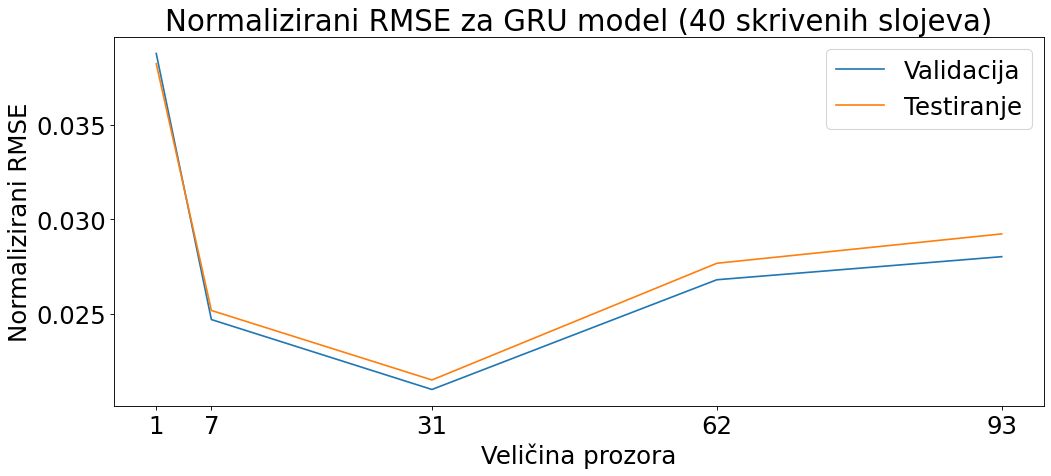 Normalizirani RMSE za GRU model (40 skrivenih slojeva)
Validacija
Testiranje
Normalizirani RMSE
0.035
0.030
0.025
1 7 31 62 93
Veličina prozora